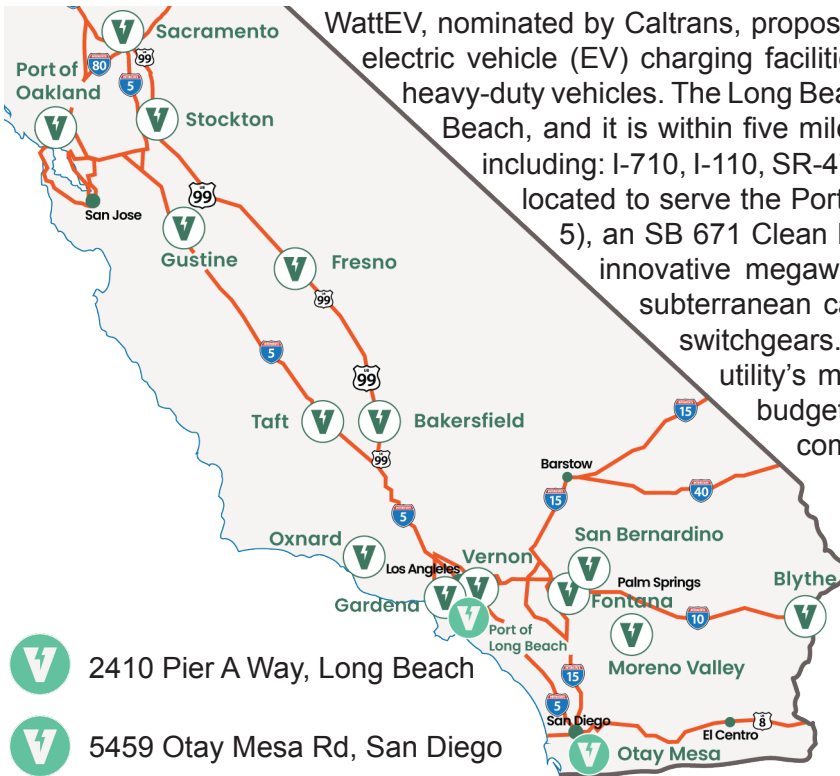 WattEV, nominated by Caltrans, propos
electric vehicle (EV) charging faciliti
heavy-duty vehicles. The Long Bea
Beach, and it is within five mile
including: I-710, I-110, SR-4
located to serve the Port
5), an SB 671 Clean
innovative megaw
subterranean ca
switchgears.
utility's m
budget
con
Sacramento
99
80
5
Port of
Oakland
Stockton
99
San Jose
Gustine
Fresno
99
5
99
Taft
Bakersfield
99
15
Barstow
40
15
5
Oxnard
San Bernardino
Los Angeles
Vernon
Palm Springs
Blythe
Gardena
Fontana
10
Port of
Long Beach
Moreno Valley
15
5
2410 Pier A Way, Long Beach
San Diego
8
El Centro
5459 Otay Mesa Rd, San Diego
Otay Mesa